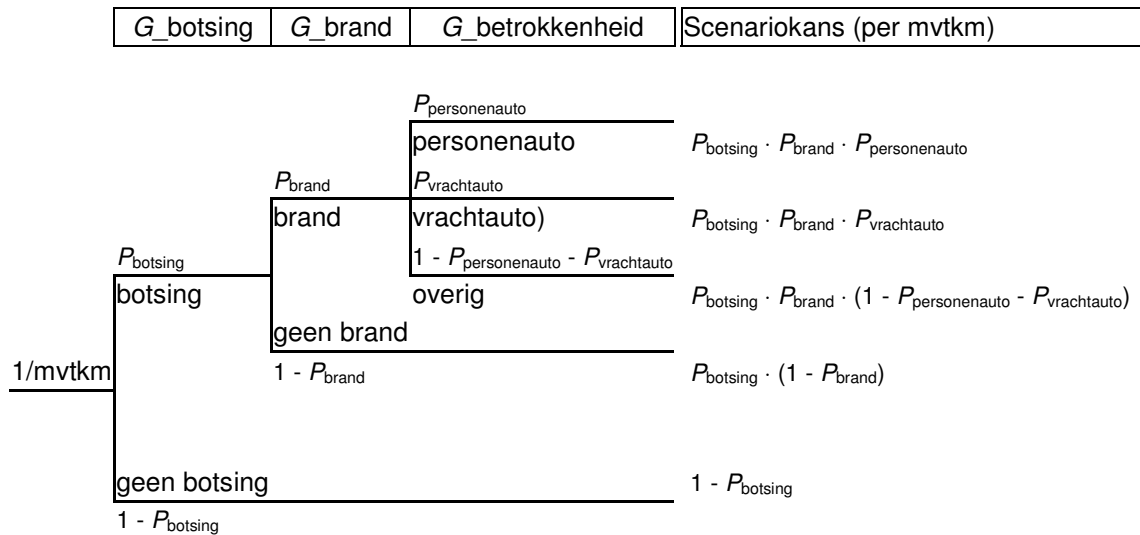 G_botsing G_brand G_betrokkenheid Scenariokans (per mvtkm)
Ppersonenauto
personenauto Pbotsing · Pbrand · Ppersonenauto
Pbrand Pvrachtauto
brand vrachtauto) Pbotsing · Pbrand · Pvrachtauto
Pbotsing 1 - Ppersonenauto - Pvrachtauto
botsing overig Pbotsing · Pbrand · (1 - Ppersonenauto - Pvrachtauto)
geen brand
1/mvtkm 1 - Pbrand Pbotsing · (1 - Pbrand)
geen botsing 1 - Pbotsing
1 - Pbotsing